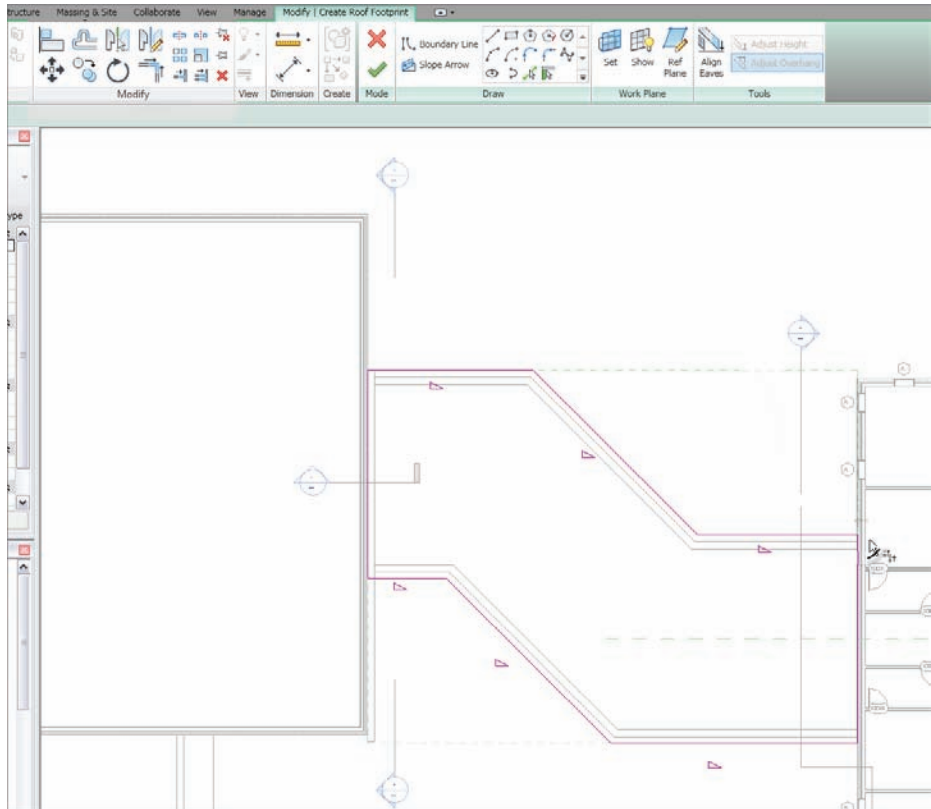 tructure Massing & Site Collaborate View Manage Modify | Create Roof Footprint
Boundary Line
Slope Arrow
Set Show Ref Plane
Align Eaves
Adjust Height
Adjust Overhang
Modify View Dimension Create Mode Draw Work Plane Tools
ype